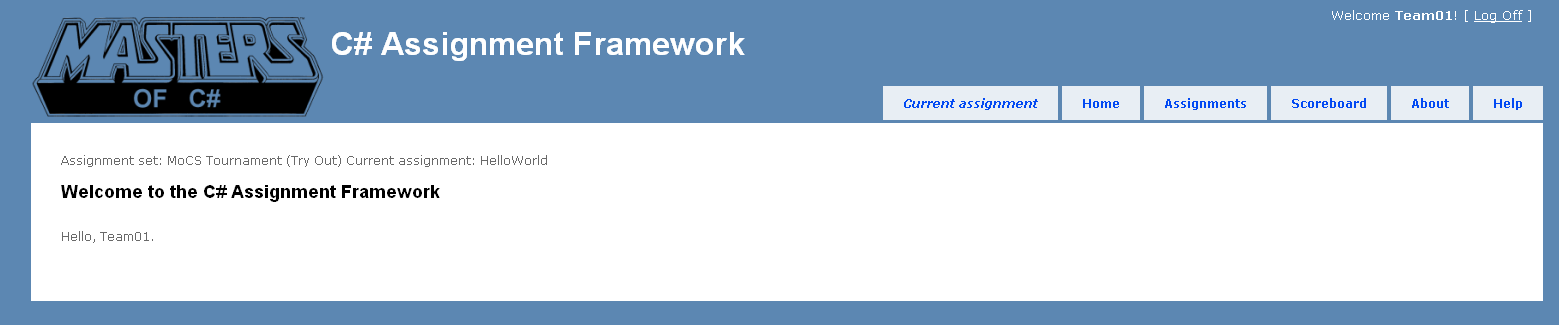 Welcome Team01! [ Log Off ]
MASTERS
OF C#
C# Assignment Framework
Current assignment Home Assignments Scoreboard About Help
Assignment set: MoCS Tournament (Try Out) Current assignment: HelloWorld
Welcome to the C# Assignment Framework
Hello, Team01.